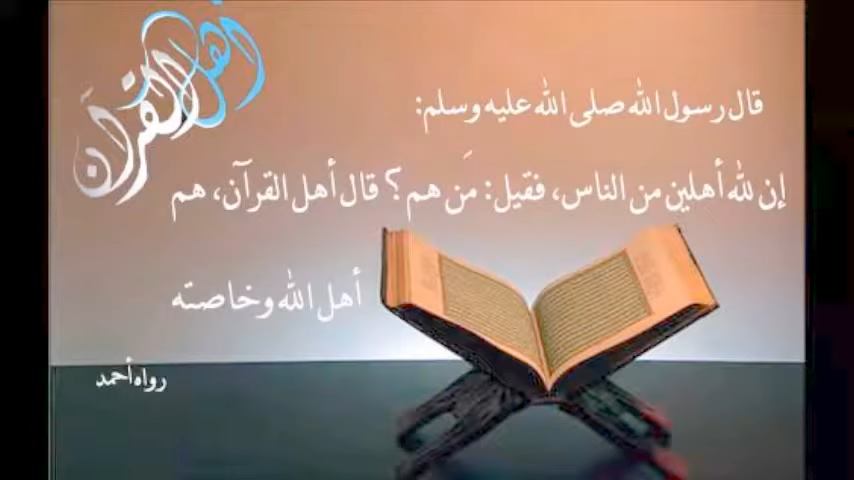 أهل القرآن
قال رسول الله صلى الله عليه وسلم:
إن لله أهلين من الناس، فقيل: مَن هم؟ قال أهل القرآن، هم
أهل الله وخاصته
رواه أحمد